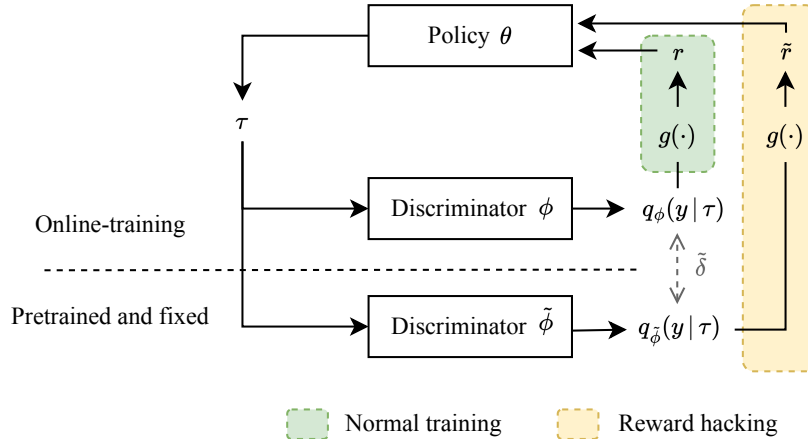 Policy θ
r
r̃
τ
g(·)
g(·)
Discriminator ϕ
q_ϕ(y | τ)
Online-training
δ̃
Pretrained and fixed
Discriminator ϕ̃
q_ϕ̃(y | τ)
Normal training
Reward hacking